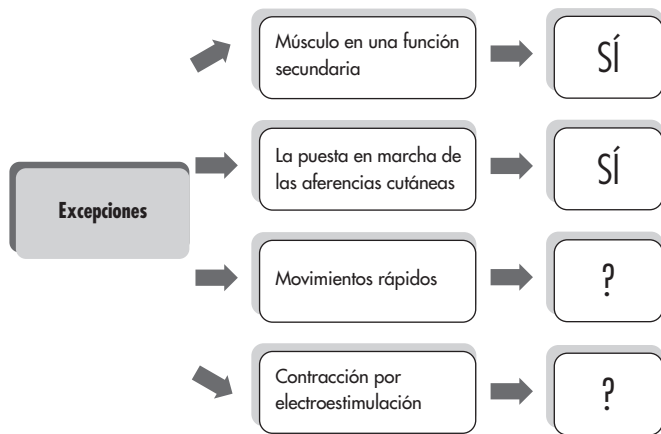 Músculo en una función
secundaria
SÍ
La puesta en marcha de
las aferencias cutáneas
SÍ
Excepciones
Movimientos rápidos
?
Contracción por
electroestimulación
?